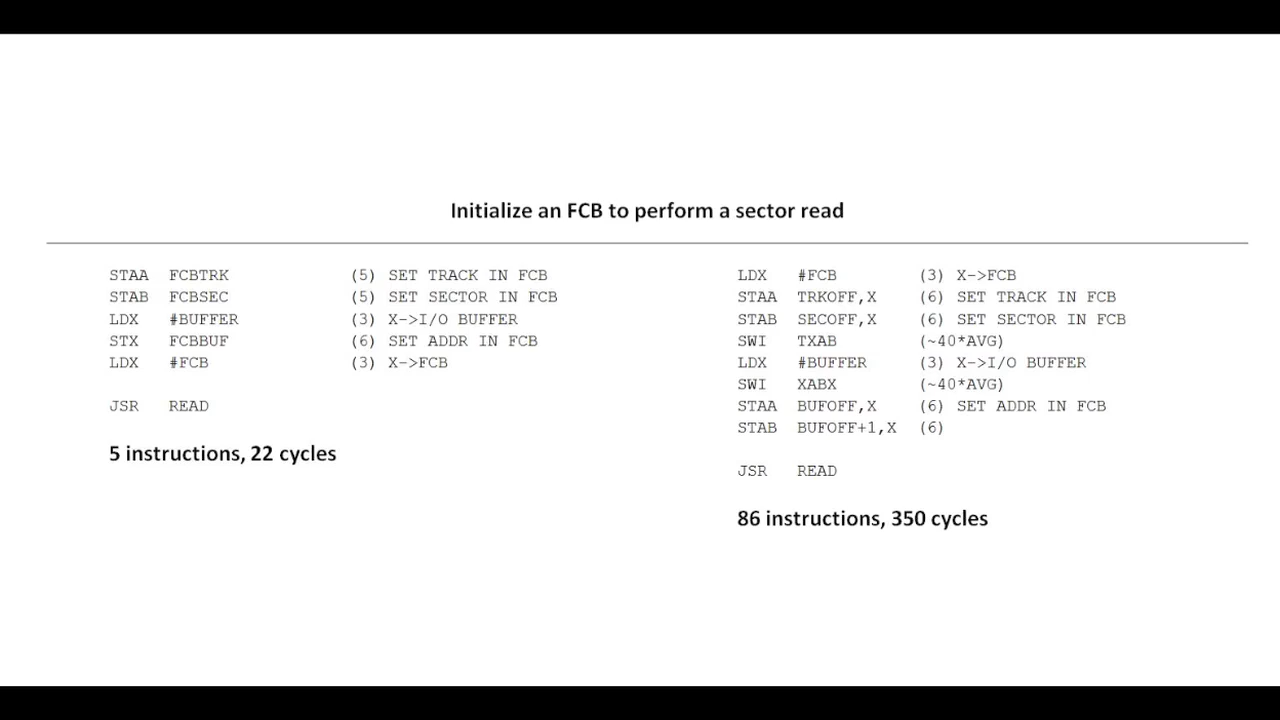 Initialize an FCB to perform a sector read
STAA FCBTRK (5) SET TRACK IN FCB
STAB FCBSEC (5) SET SECTOR IN FCB
LDX #BUFFER (3) X->I/O BUFFER
STX FCBBUF (6) SET ADDR IN FCB
LDX #FCB (3) X->FCB
JSR READ
5 instructions, 22 cycles
LDX #FCB (3) X->FCB
STAA TRKOFF,X (6) SET TRACK IN FCB
STAB SECOFF,X (6) SET SECTOR IN FCB
SWI TXAB (~40*AVG)
LDX #BUFFER (3) X->I/O BUFFER
SWI XABX (~40*AVG)
STAA BUFOFF,X (6) SET ADDR IN FCB
STAB BUFOFF+1,X (6)
JSR READ
86 instructions, 350 cycles